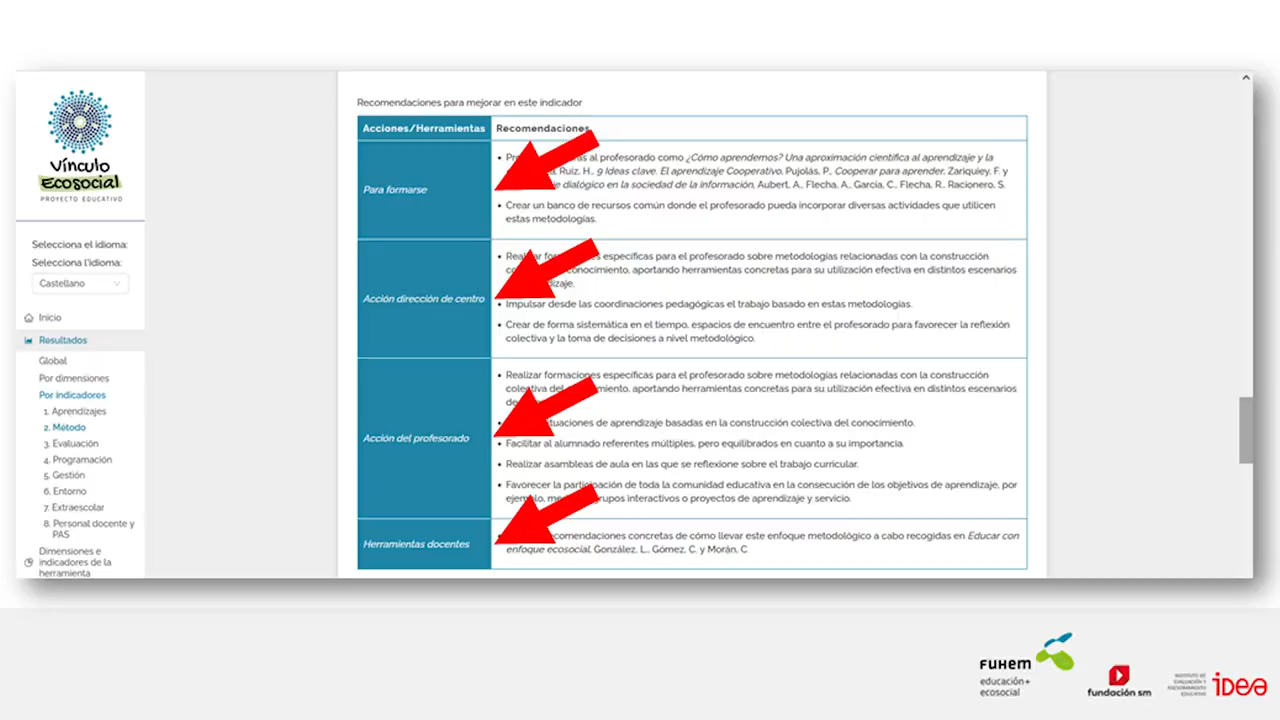 Vínculo
Ecosocial
PROYECTO EDUCATIVO
Selecciona el idioma:
Selecciona l'idioma:
Castellano
Inicio
Resultados
Global
Por dimensiones
Por indicadores
1. Aprendizajes
2. Método
3. Evaluación
4. Programación
5. Gestión
6. Entorno
7. Extraescolar
8. Personal docente y
PAS
Dimensiones e
indicadores de la
herramienta
Recomendaciones para mejorar en este indicador
Acciones/Herramientas Recomendaciones
Para formarse
• al profesorado como ¿Cómo aprendemos? Una aproximación científica al aprendizaje y la
Ruiz, H., 9 Ideas clave. El aprendizaje Cooperativo, Pujolás, P., Cooperar para aprender, Zariquiey, F. y
dialógico en la sociedad de la información, Aubert, A., Flecha, A., García, C., Flecha, R., Racionero, S.
• Crear un banco de recursos común donde el profesorado pueda incorporar diversas actividades que utilicen
estas metodologías.
Acción dirección de centro
• específicas para el profesorado sobre metodologías relacionadas con la construcción
conocimiento, aportando herramientas concretas para su utilización efectiva en distintos escenarios
• Impulsar desde las coordinaciones pedagógicas el trabajo basado en estas metodologías.
• Crear de forma sistemática en el tiempo, espacios de encuentro entre el profesorado para favorecer la reflexión
colectiva y la toma de decisiones a nivel metodológico.
Acción del profesorado
• Realizar formaciones específicas para el profesorado sobre metodologías relacionadas con la construcción
colectiva del aportando herramientas concretas para su utilización efectiva en distintos escenarios
de aprendizaje basadas en la construcción colectiva del conocimiento.
• Facilitar al alumnado referentes múltiples, pero equilibrados en cuanto a su importancia.
• Realizar asambleas de aula en las que se reflexione sobre el trabajo curricular.
• Favorecer la participación de toda la comunidad educativa en la consecución de los objetivos de aprendizaje, por
ejemplo, grupos interactivos o proyectos de aprendizaje y servicio.
Herramientas docentes
concretas de cómo llevar este enfoque metodológico a cabo recogidas en Educar con
enfoque ecosocial, González, L., Gómez, C. y Morán, C.
FUHEM
educación+
ecosocial
fundación sm
INSTITUTO DE
EVALUACIÓN Y
ASESORAMIENTO
EDUCATIVO
idea